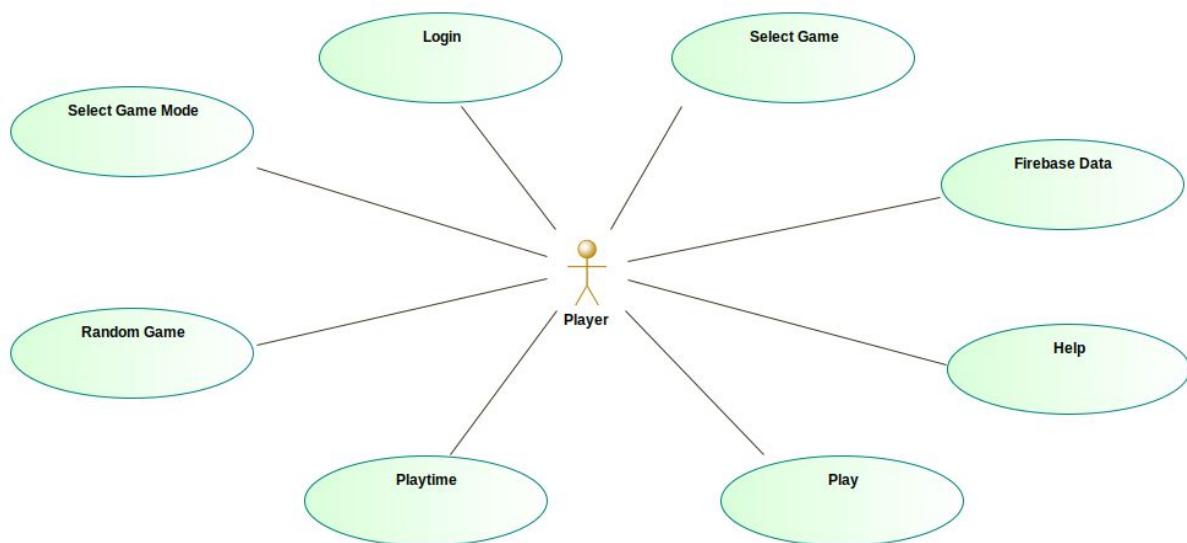 Login
Select Game
Select Game Mode
Firebase Data
Player
Random Game
Help
Playtime
Play